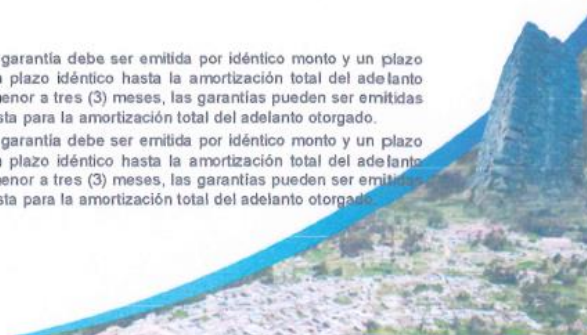 garantía debe ser emitida por idéntico monto y un plazo
plazo idéntico hasta la amortización total del adelanto
enor a tres (3) meses, las garantías pueden ser emitidas
sta para la amortización total del adelanto otorgado.
garantía debe ser emitida por idéntico monto y un plazo
plazo idéntico hasta la amortización total del adelanto
enor a tres (3) meses, las garantías pueden ser emitidas
sta para la amortización total del adelanto otorgado.